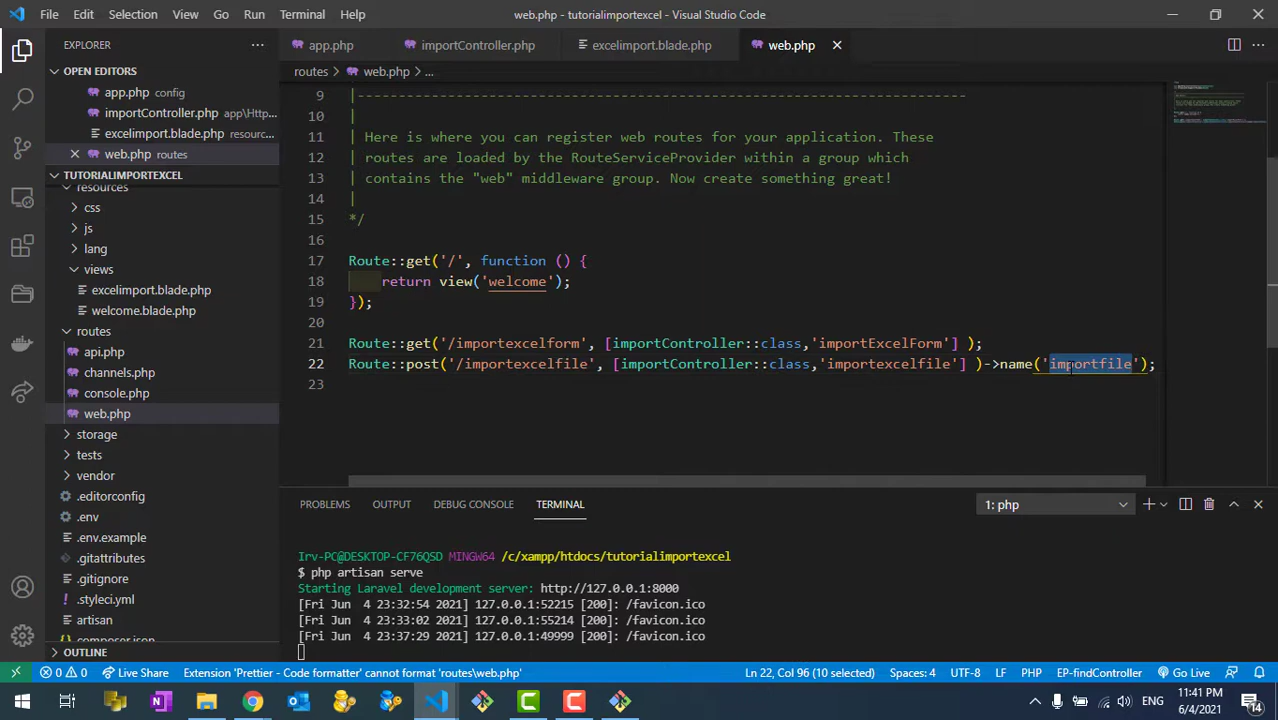 File Edit Selection View Go Run Terminal Help
web.php - tutorialimportexcel - Visual Studio Code
EXPLORER
OPEN EDITORS
app.php config
importController.php app\Http...
excelimport.blade.php resourc...
web.php routes
TUTORIALIMPORTEXCEL
resources
css
js
lang
views
excelimport.blade.php
welcome.blade.php
routes
api.php
channels.php
console.php
web.php
storage
tests
vendor
.editorconfig
.env
.env.example
.gitattributes
.gitignore
.styleci.yml
artisan
composer.json
OUTLINE
app.php importController.php excelimport.blade.php web.php
routes > web.php > ...
9 |--------------------------------------------------------------------------
10 |
11 | Here is where you can register web routes for your application. These
12 | routes are loaded by the RouteServiceProvider within a group which
13 | contains the "web" middleware group. Now create something great!
14 |
15 */
16
17 Route::get('/', function () {
18 return view('welcome');
19 });
20
21 Route::get('/importexcelform', [importController::class,'importExcelForm'] );
22 Route::post('/importexcelfile', [importController::class,'importexcelfile'] )->name('importfile');
23
PROBLEMS OUTPUT DEBUG CONSOLE TERMINAL 1: php
Irv-PC@DESKTOP-CF76QSD MINGW64 /c/xampp/htdocs/tutorialimportexcel
$ php artisan serve
Starting Laravel development server: http://127.0.0.1:8000
[Fri Jun 4 23:32:54 2021] 127.0.0.1:52215 [200]: /favicon.ico
[Fri Jun 4 23:33:02 2021] 127.0.0.1:55214 [200]: /favicon.ico
[Fri Jun 4 23:37:29 2021] 127.0.0.1:49999 [200]: /favicon.ico
0 0 Live Share Extension 'Prettier - Code formatter' cannot format 'routes\web.php' Ln 22, Col 96 (10 selected) Spaces: 4 UTF-8 LF PHP EP-findController Go Live
ENG
11:41 PM
6/4/2021
14